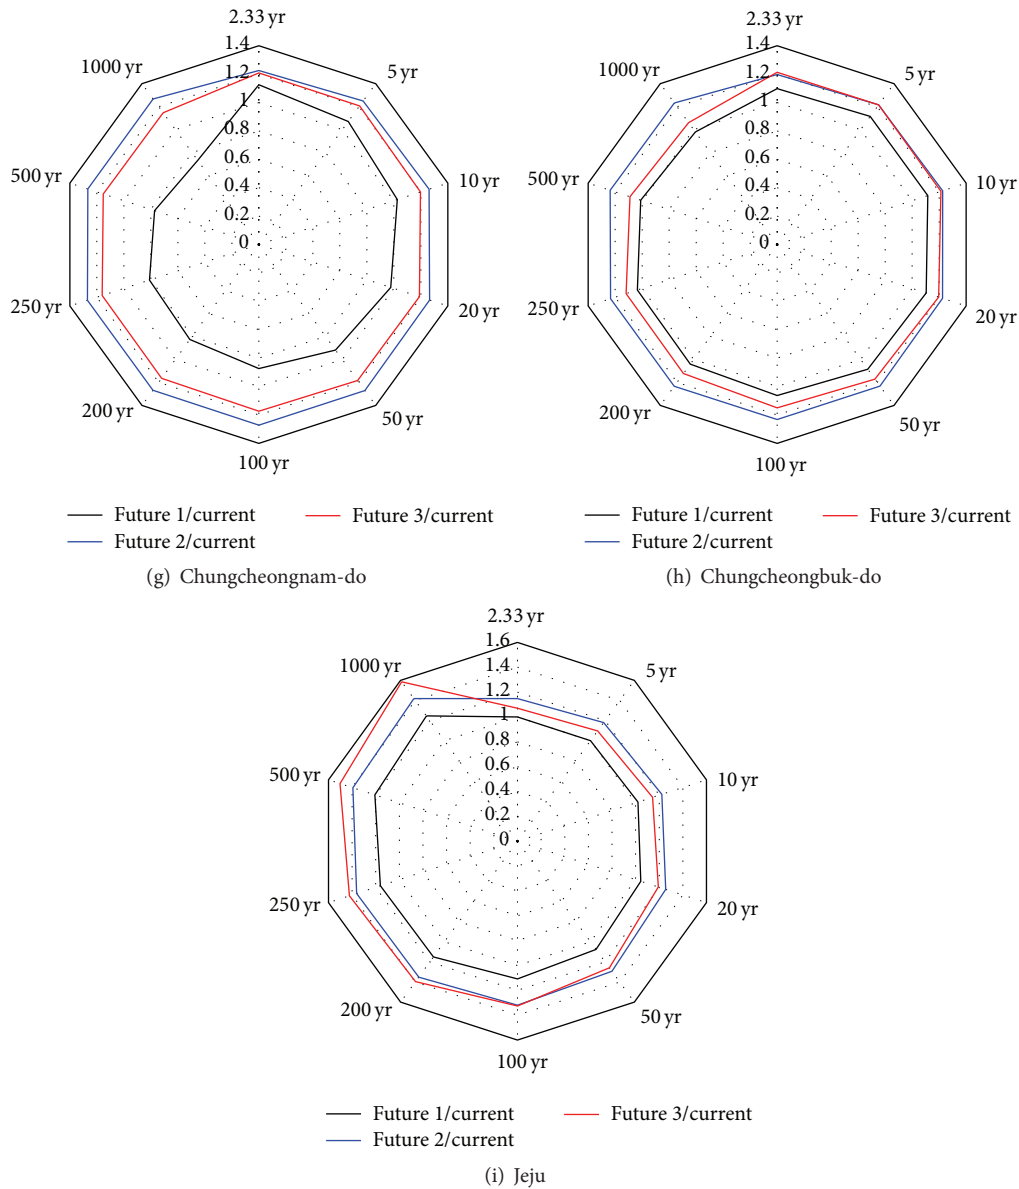 2.33 yr
1.4
1.2
1
0.8
0.6
0.4
0.2
0
5 yr
10 yr
20 yr
50 yr
100 yr
200 yr
250 yr
500 yr
1000 yr
Future 1/current
Future 2/current
Future 3/current
(g) Chungcheongnam-do
2.33 yr
1.4
1.2
1
0.8
0.6
0.4
0.2
0
5 yr
10 yr
20 yr
50 yr
100 yr
200 yr
250 yr
500 yr
1000 yr
Future 1/current
Future 2/current
Future 3/current
(h) Chungcheongbuk-do
2.33 yr
1.6
1.4
1.2
1
0.8
0.6
0.4
0.2
0
5 yr
10 yr
20 yr
50 yr
100 yr
200 yr
250 yr
500 yr
1000 yr
Future 1/current
Future 2/current
Future 3/current
(i) Jeju